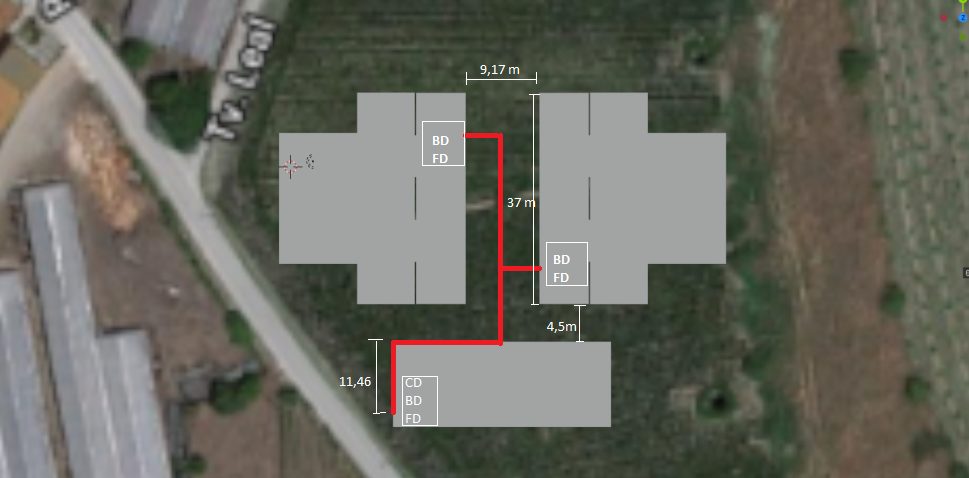 R
Tv. Leal
9,17 m
BD
FD
37 m
BD
FD
4,5m
11,46
CD
BD
FD